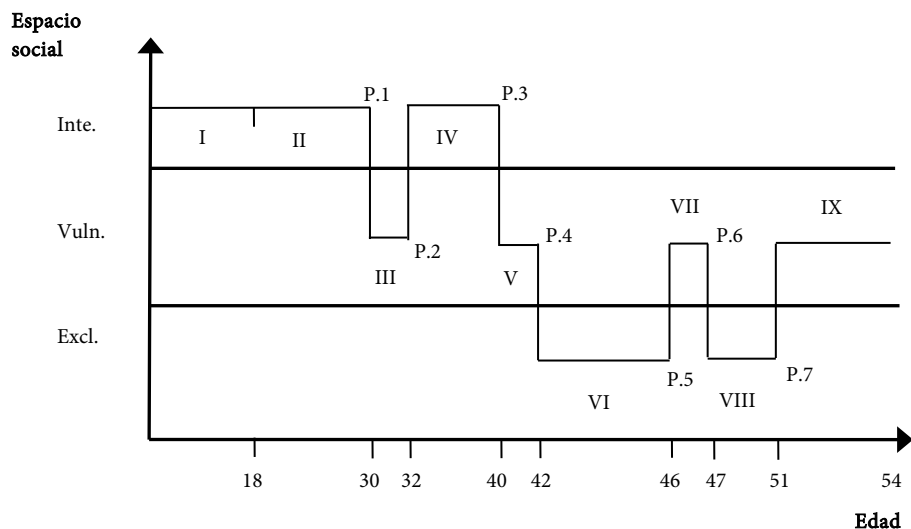 Espacio
social
P.1
P.3
Inte.
I
II
IV
VII
IX
Vuln.
P.2
P.4
P.6
III
V
Excl.
P.5
P.7
VI
VIII
18
30
32
40
42
46
47
51
54
Edad